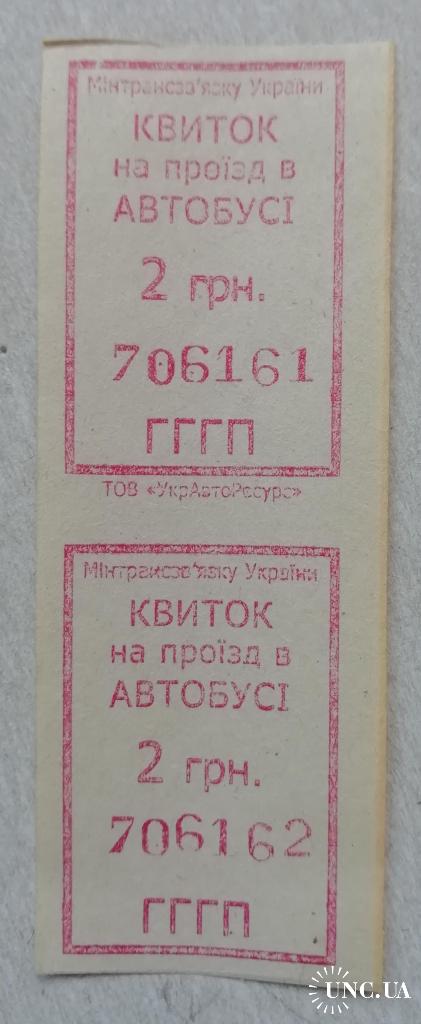 Мінтрансзв'язку України
КВИТОК
на проїзд в
АВТОБУСІ
2 грн.
706161
ГГГП
ТОВ «УкрАвтоРесурс»
Мінтрансзв'язку України
КВИТОК
на проїзд в
АВТОБУСІ
2 грн.
706162
ГГГП
UNC.UA